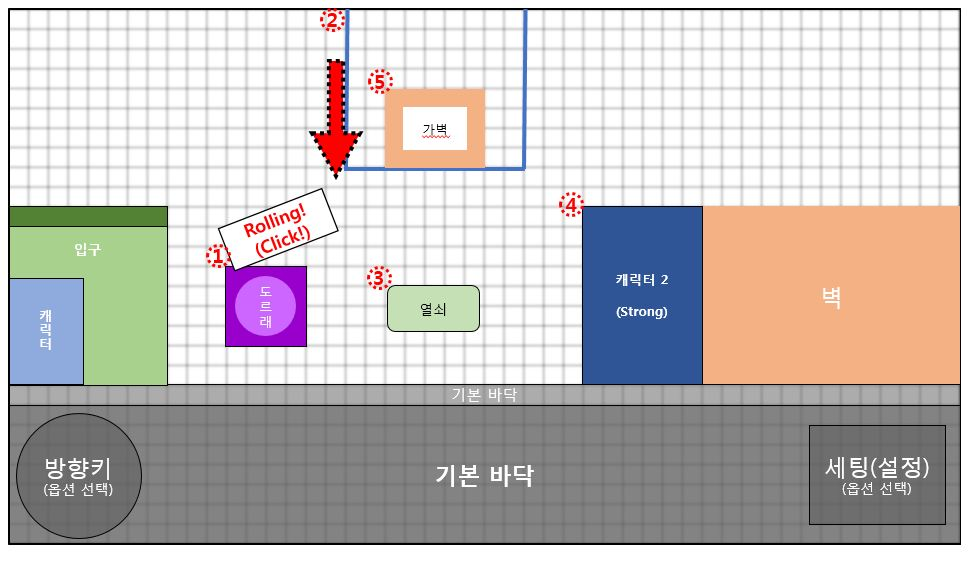 ②
⑤
가벽
④
Rolling!
(Click!)
입구
①
③
도
르
래
열쇠
캐릭터 2
(Strong)
벽
캐
릭
터
기본 바닥
방향키
(옵션 선택)
기본 바닥
세팅(설정)
(옵션 선택)